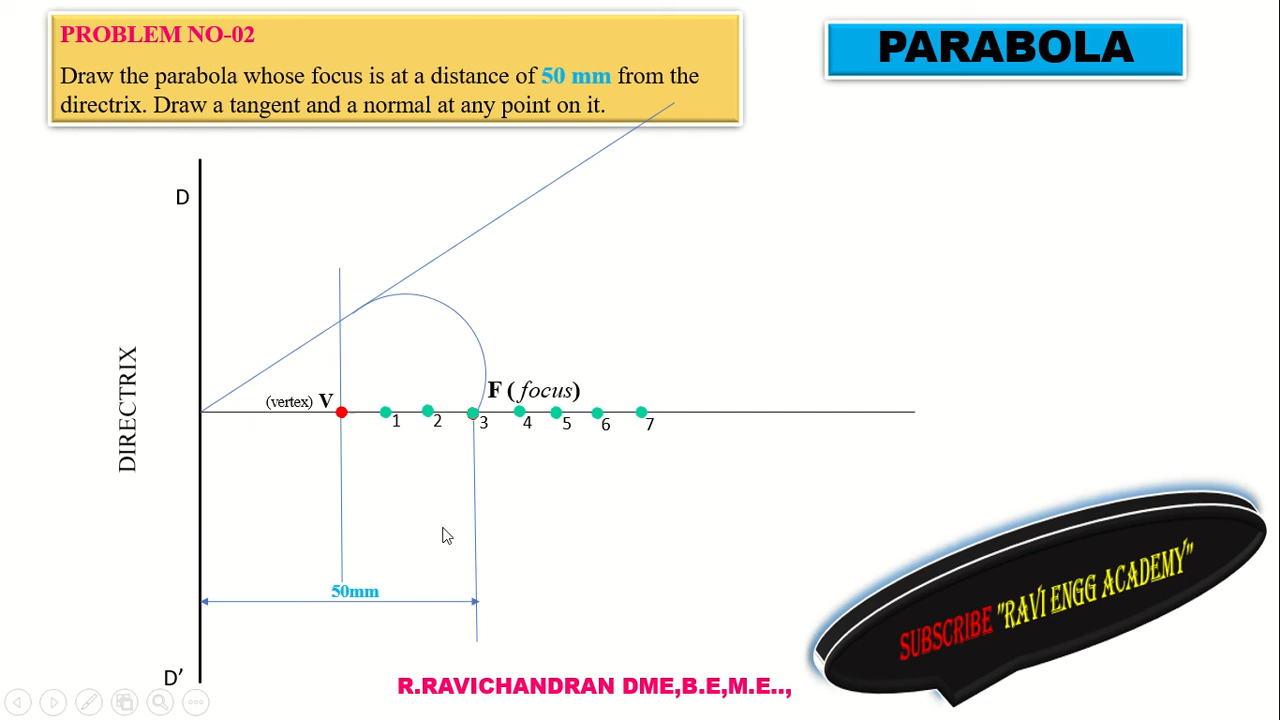 PROBLEM NO-02
Draw the parabola whose focus is at a distance of 50 mm from the
directrix. Draw a tangent and a normal at any point on it.
PARABOLA
D
DIRECTRIX
(vertex) V
F ( focus)
1 2 3 4 5 6 7
50mm
D’
SUBSCRIBE "RAVI ENGG ACADEMY"
R.RAVICHANDRAN DME,B.E,M.E..,